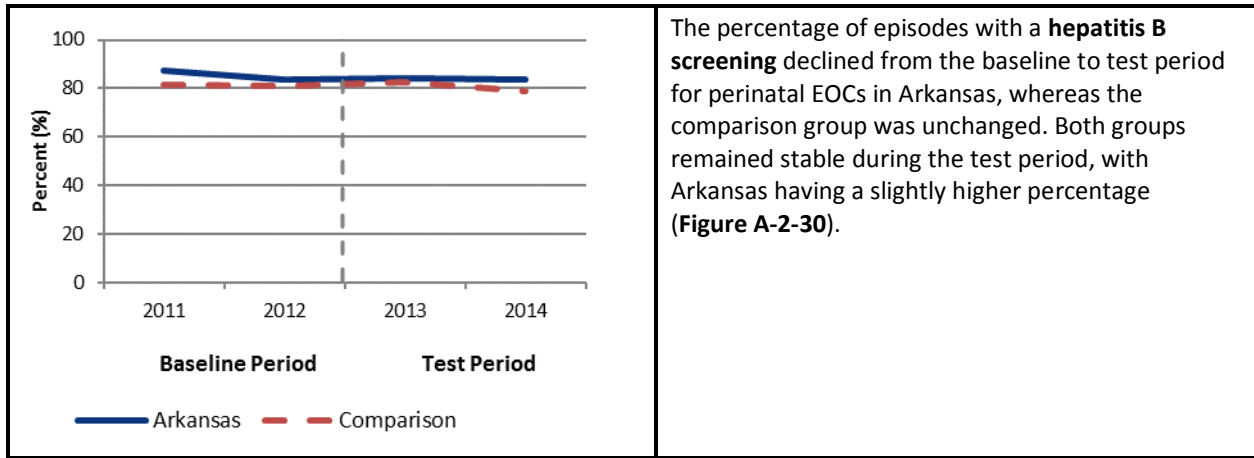 100
80
60
40
20
0
Percent (%)
2011 2012 2013 2014
Baseline Period Test Period
Arkansas Comparison
The percentage of episodes with a hepatitis B
screening declined from the baseline to test period
for perinatal EOCs in Arkansas, whereas the
comparison group was unchanged. Both groups
remained stable during the test period, with
Arkansas having a slightly higher percentage
(Figure A-2-30).